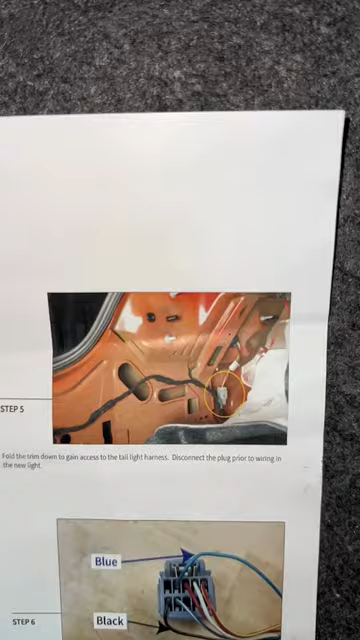 STEP 5
Fold the trim down to gain access to the tail light harness. Disconnect the plug prior to wiring in
the new light.
Blue
STEP 6
Black